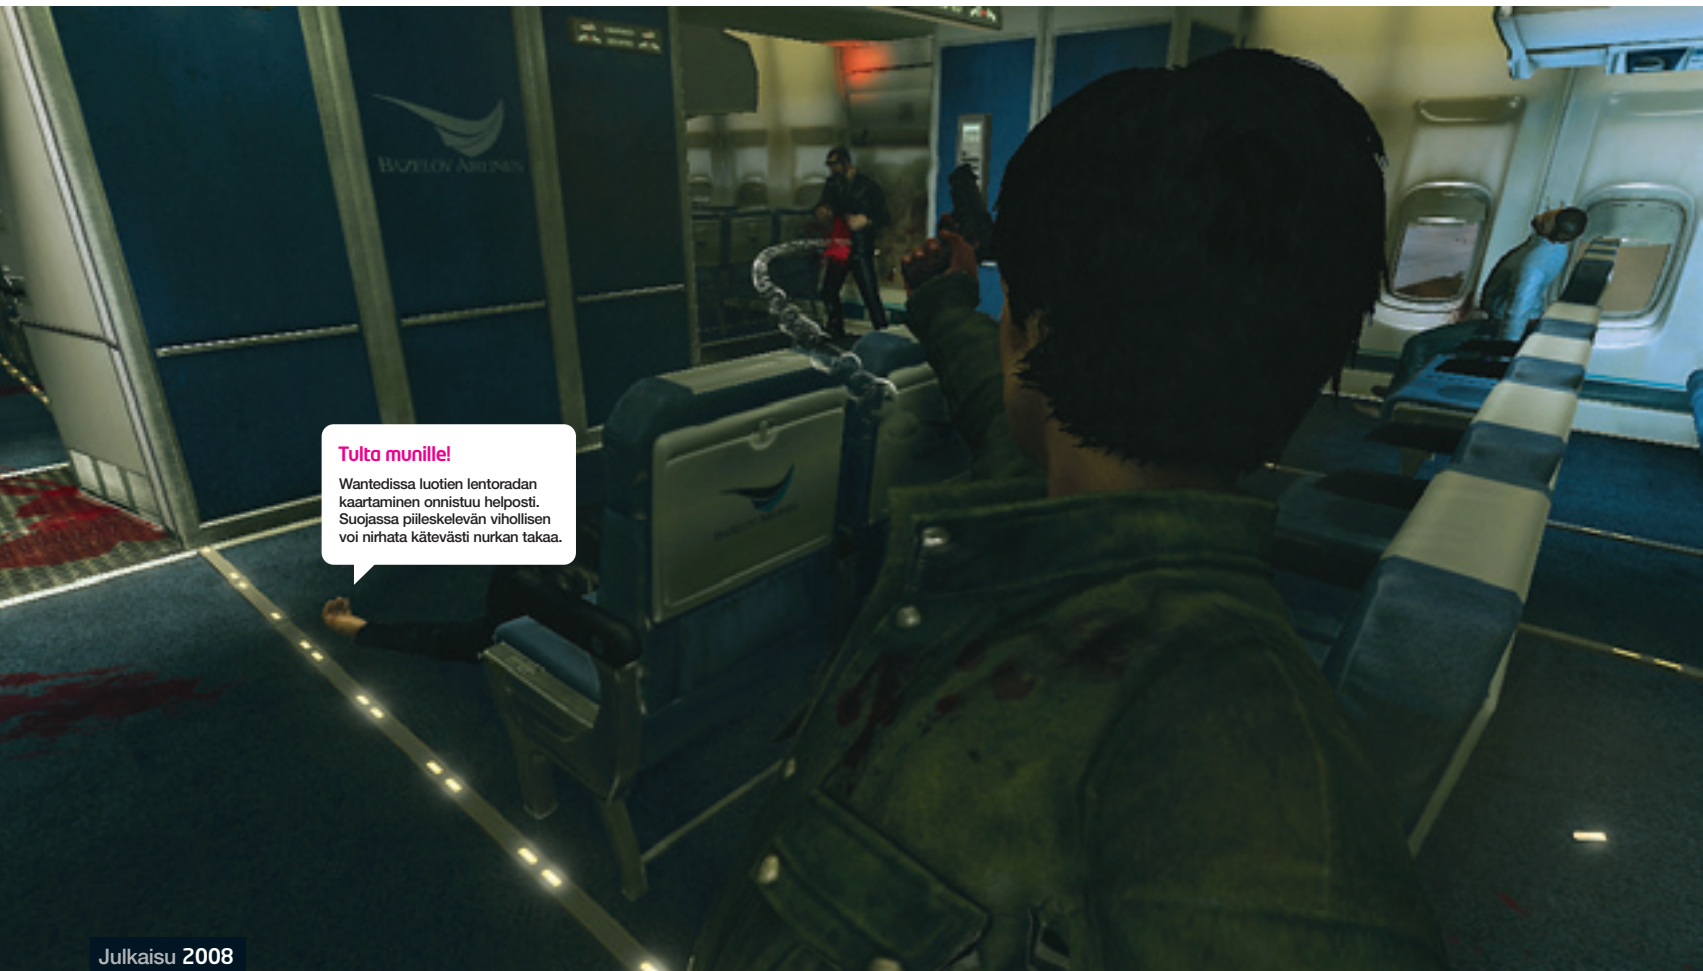 BAZELOV AIRLINES
Tulta munille!
Wantedissa luotien lentoradan
kaartaminen onnistuu helposti.
Suojassa piileskelevän vihollisen
voi nirhata kätevästi nurkan takaa.
Julkaisu 2008